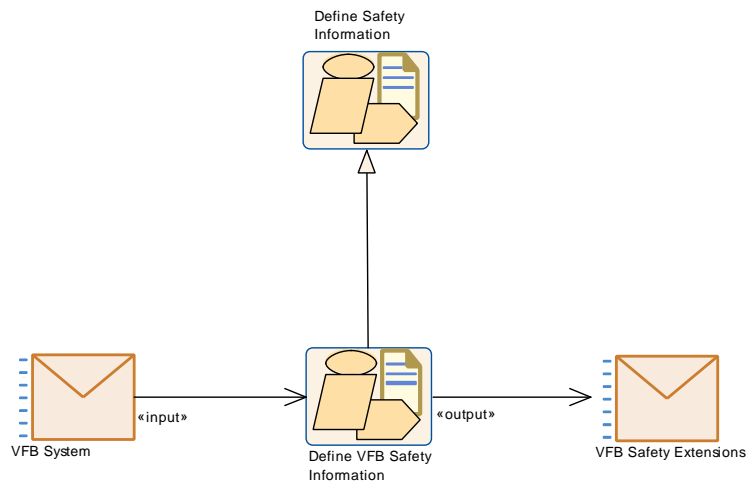 Define Safety
Information
«input»
«output»
VFB System
Define VFB Safety
Information
VFB Safety Extensions